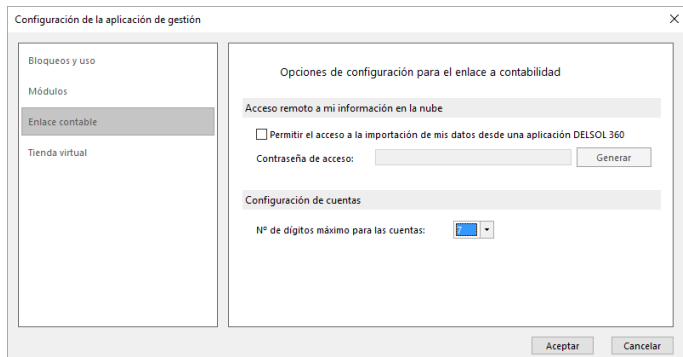 Configuración de la aplicación de gestión
Bloqueos y uso
Módulos
Enlace contable
Tienda virtual
Opciones de configuración para el enlace a contabilidad
Acceso remoto a mi información en la nube
Permitir el acceso a la importación de mis datos desde una aplicación DELSOL 360
Contraseña de acceso:
Generar
Configuración de cuentas
Nº de dígitos máximo para las cuentas: 7
Aceptar Cancelar